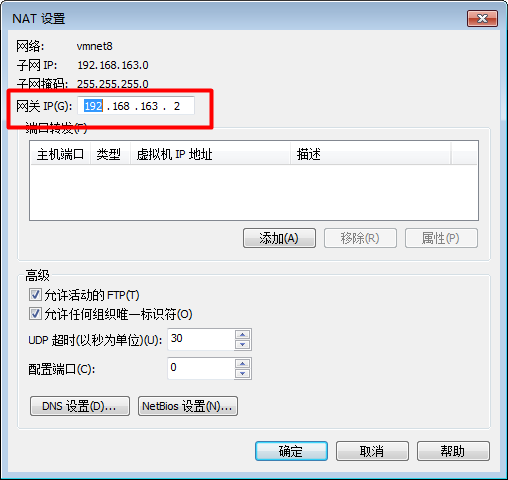 NAT 设置
网络: vmnet8
子网 IP: 192.168.163.0
子网掩码: 255.255.255.0
网关 IP(G): 192 .168 .163 . 2
端口转发(F)
主机端口 类型 虚拟机 IP 地址 描述
添加(A) 移除(R) 属性(P)
高级
允许活动的 FTP(T)
允许任何组织唯一标识符(O)
UDP 超时(以秒为单位)(U): 30
配置端口(C): 0
DNS 设置(D)... NetBios 设置(N)...
确定 取消 帮助